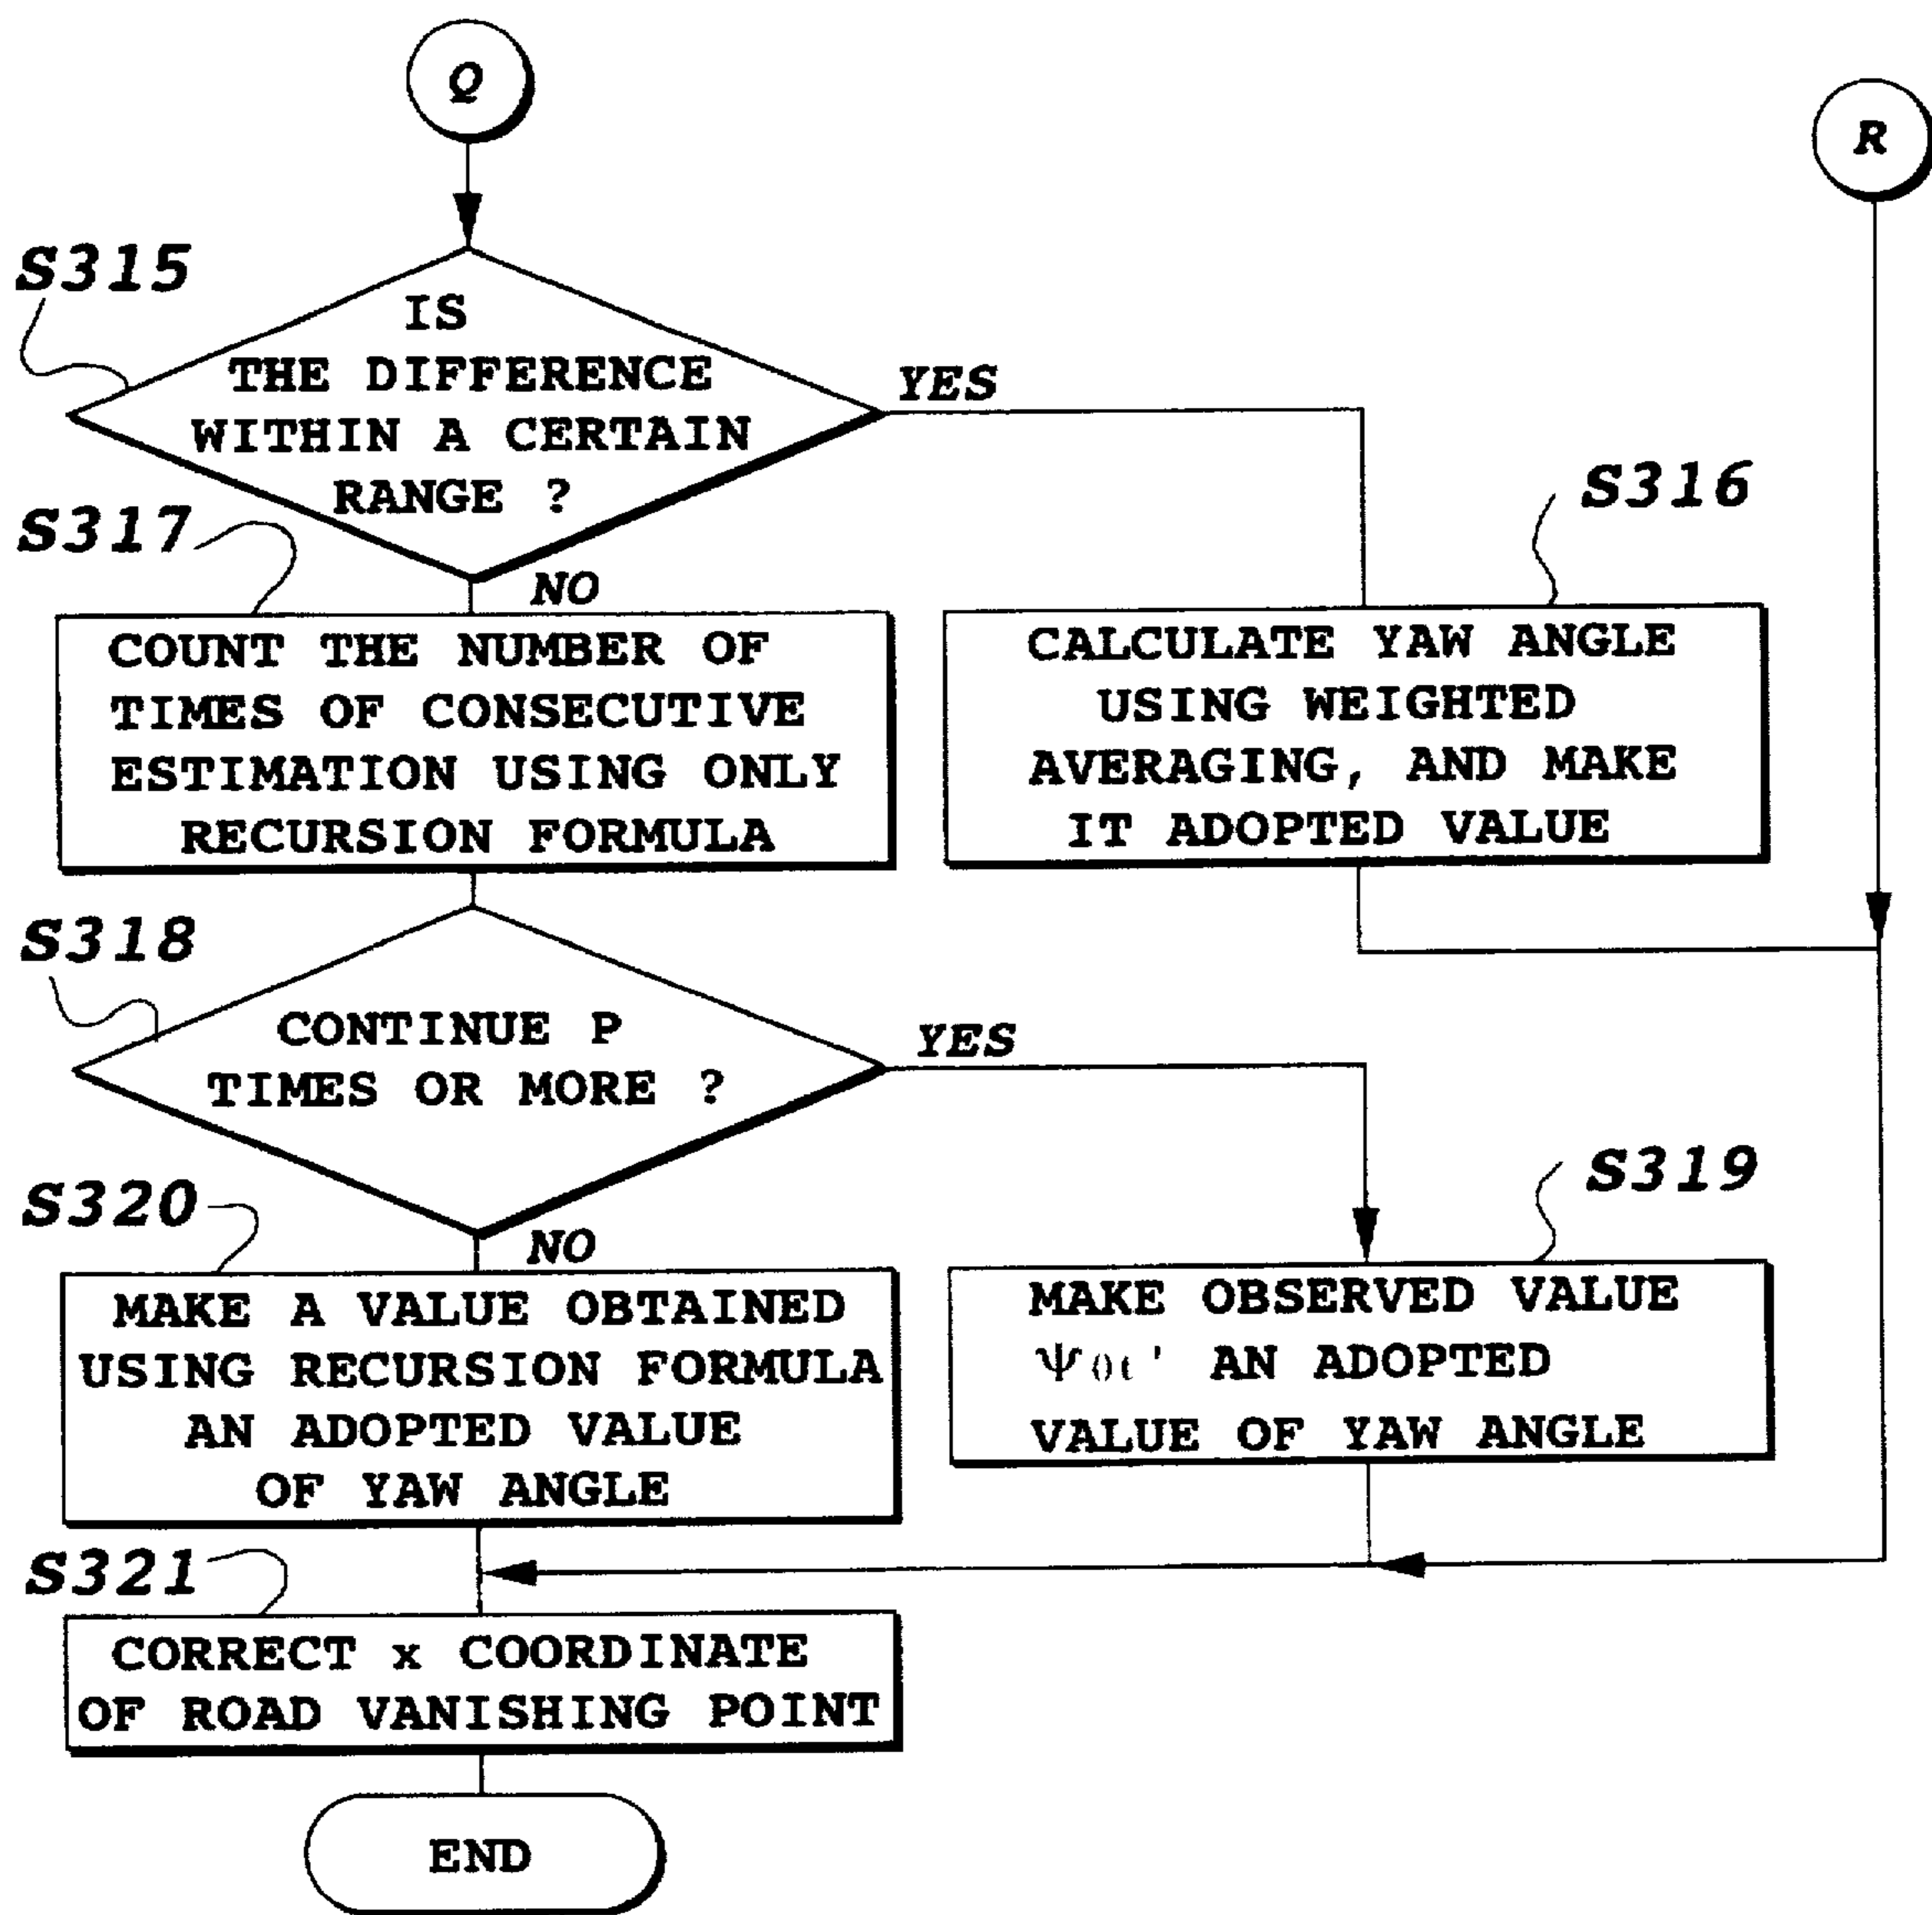 Q
R
S315
IS
THE DIFFERENCE
WITHIN A CERTAIN
RANGE ?
YES
S316
S317
NO
COUNT THE NUMBER OF
TIMES OF CONSECUTIVE
ESTIMATION USING ONLY
RECURSION FORMULA
CALCULATE YAW ANGLE
USING WEIGHTED
AVERAGING, AND MAKE
IT ADOPTED VALUE
S318
CONTINUE P
TIMES OR MORE ?
YES
S319
S320
NO
MAKE A VALUE OBTAINED
USING RECURSION FORMULA
AN ADOPTED VALUE
OF YAW ANGLE
MAKE OBSERVED VALUE
AN ADOPTED
VALUE OF YAW ANGLE
S321
CORRECT x COORDINATE
OF ROAD VANISHING POINT
END